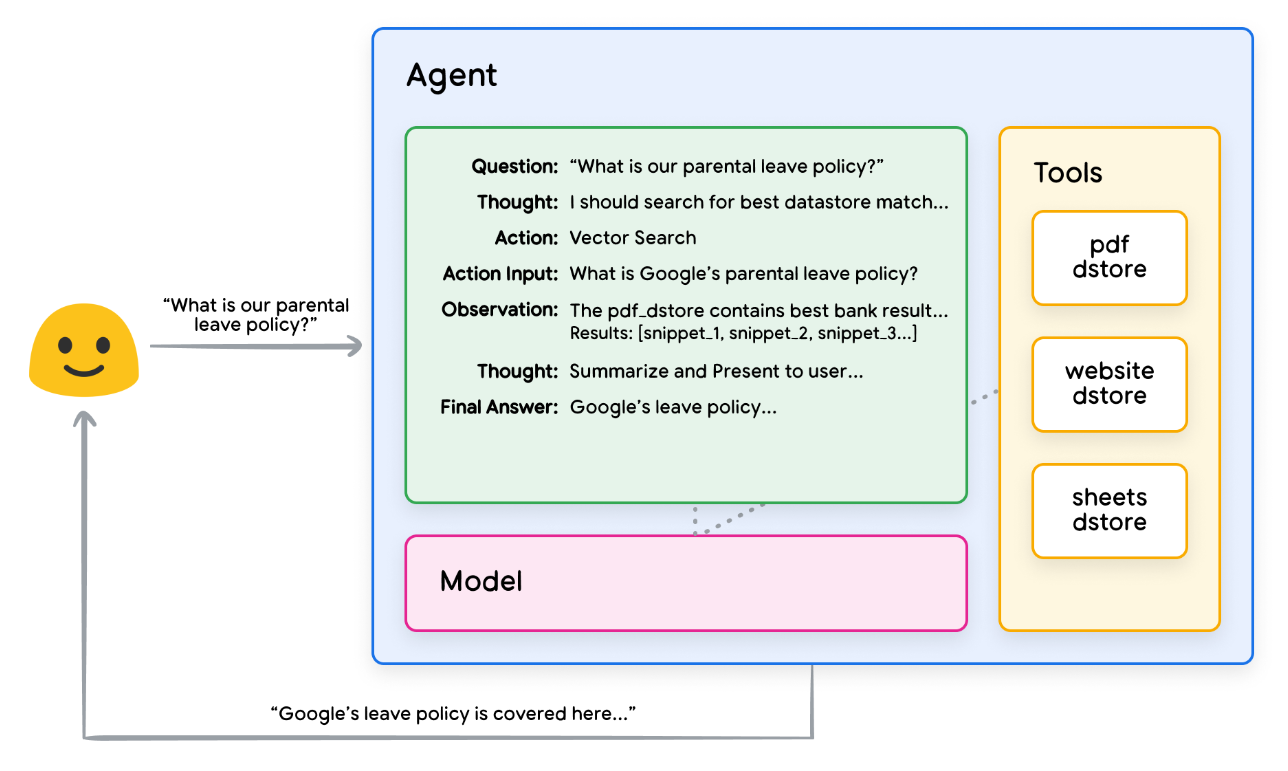 Agent
Question: “What is our parental leave policy?”
Thought: I should search for best datastore match...
Action: Vector Search
Action Input: What is Google’s parental leave policy?
Observation: The pdf_dstore contains best bank result...
Results: [snippet_1, snippet_2, snippet_3...]
Thought: Summarize and Present to user...
Final Answer: Google’s leave policy...
Tools
pdf
dstore
website
dstore
sheets
dstore
“What is our parental
leave policy?”
Model
“Google’s leave policy is covered here...”